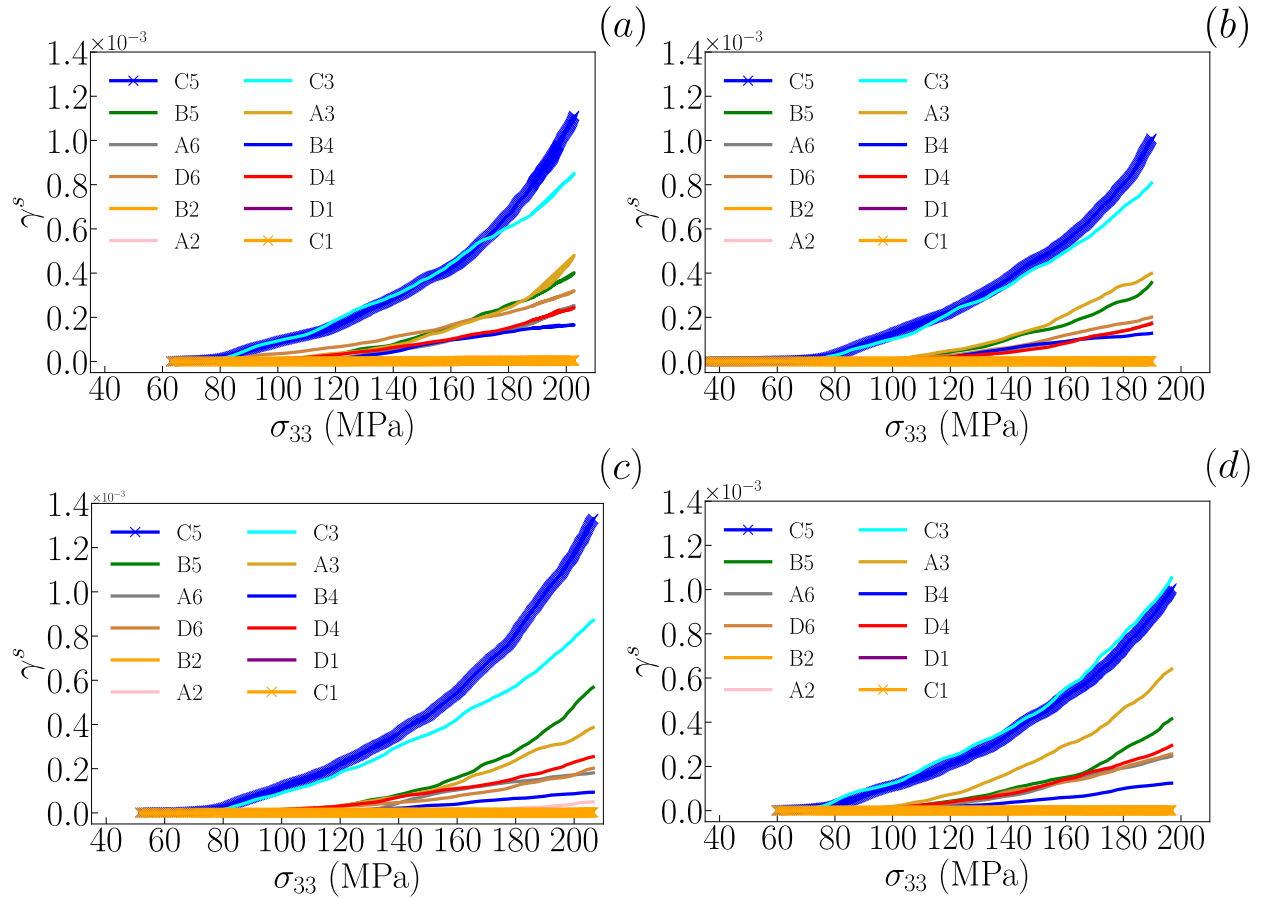 (a)
×10⁻³
1.4
1.2
1.0
0.8
0.6
0.4
0.2
0.0
γˢ
C5 C3
B5 A3
A6 B4
D6 D4
B2 D1
A2 C1
40 60 80 100 120 140 160 180 200
σ₃₃ (MPa)
(b)
×10⁻³
1.4
1.2
1.0
0.8
0.6
0.4
0.2
0.0
γˢ
C5 C3
B5 A3
A6 B4
D6 D4
B2 D1
A2 C1
40 60 80 100 120 140 160 180 200
σ₃₃ (MPa)
(c)
×10⁻³
1.4
1.2
1.0
0.8
0.6
0.4
0.2
0.0
γˢ
C5 C3
B5 A3
A6 B4
D6 D4
B2 D1
A2 C1
40 60 80 100 120 140 160 180 200
σ₃₃ (MPa)
(d)
×10⁻³
1.4
1.2
1.0
0.8
0.6
0.4
0.2
0.0
γˢ
C5 C3
B5 A3
A6 B4
D6 D4
B2 D1
A2 C1
40 60 80 100 120 140 160 180 200
σ₃₃ (MPa)